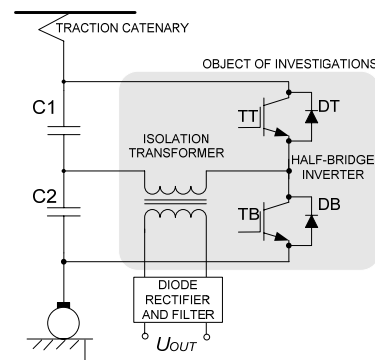 TRACTION CATENARY
OBJECT OF INVESTIGATIONS
C1
TT
DT
ISOLATION
TRANSFORMER
HALF-BRIDGE
INVERTER
C2
TB
DB
DIODE
RECTIFIER
AND FILTER
UOUT